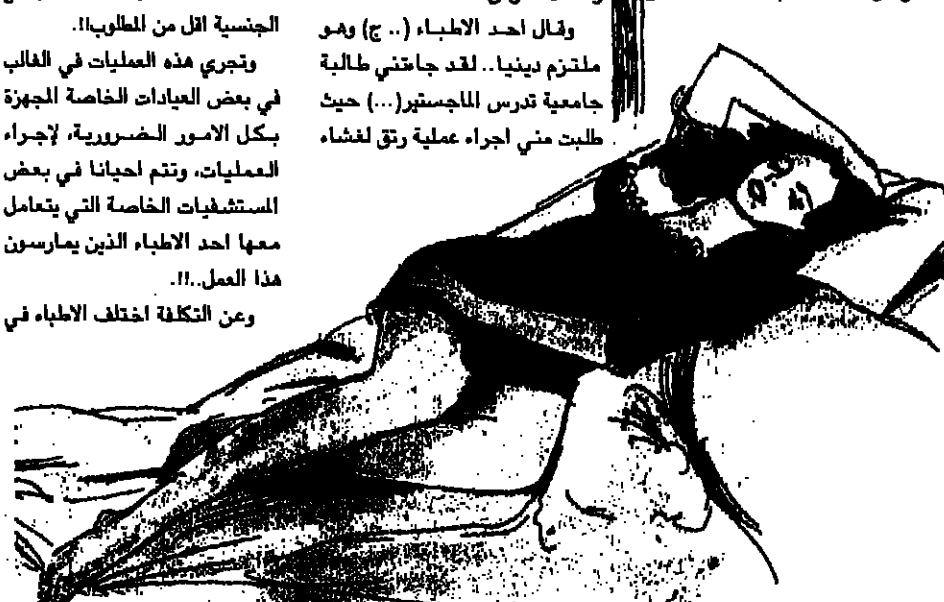 وقال احد الاطباء (.. ج) وهو
ملتزم دينيا.. لقد جاءتني طالبة
جامعية تدرس الماجستير(...) حيث
طلبت مني اجراء عملية رتق لغشاء
الجنسية اقل من المطلوب!!.
وتجري هذه العمليات في الغالب
في بعض العيادات الخاصة المجهزة
بكل الامور الضرورية، لإجراء
العمليات، وتتم احيانا في بعض
المستشفيات الخاصة التي يتعامل
معها احد الاطباء الذين يمارسون
هذا العمل..!!.
وعن التكلفة اختلف الاطباء في